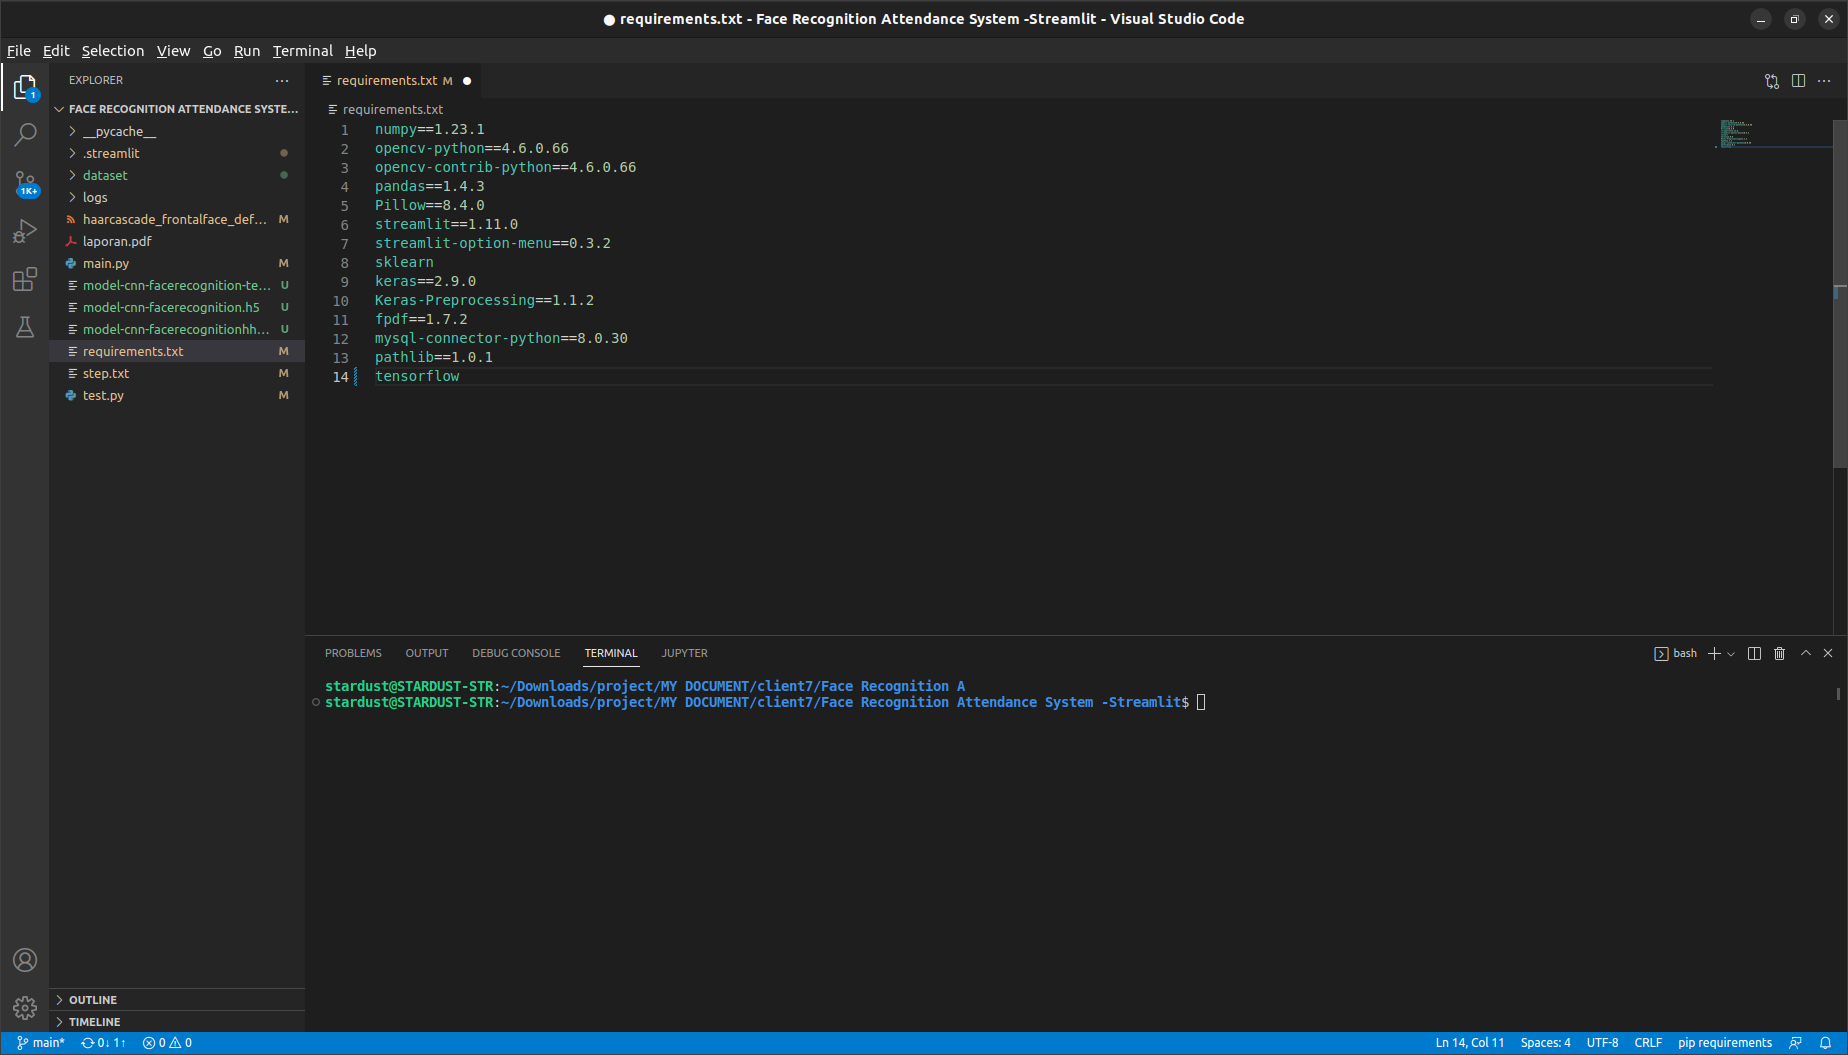 requirements.txt - Face Recognition Attendance System -Streamlit - Visual Studio Code
File Edit Selection View Go Run Terminal Help
EXPLORER
FACE RECOGNITION ATTENDANCE SYSTE...
__pycache__
.streamlit
dataset
logs
haarcascade_frontalface_def... M
laporan.pdf
main.py M
model-cnn-facerecognition-te... U
model-cnn-facerecognition.h5 U
model-cnn-facerecognitionhh... U
requirements.txt M
step.txt M
test.py M
OUTLINE
TIMELINE
1
1K+
requirements.txt M
requirements.txt
1 numpy==1.23.1
2 opencv-python==4.6.0.66
3 opencv-contrib-python==4.6.0.66
4 pandas==1.4.3
5 Pillow==8.4.0
6 streamlit==1.11.0
7 streamlit-option-menu==0.3.2
8 sklearn
9 keras==2.9.0
10 Keras-Preprocessing==1.1.2
11 fpdf==1.7.2
12 mysql-connector-python==8.0.30
13 pathlib==1.0.1
14 tensorflow
PROBLEMS OUTPUT DEBUG CONSOLE TERMINAL JUPYTER
bash
stardust@STARDUST-STR:~/Downloads/project/MY DOCUMENT/client7/Face Recognition A
stardust@STARDUST-STR:~/Downloads/project/MY DOCUMENT/client7/Face Recognition Attendance System -Streamlit$
main* 0↓ 1↑ 0 0
Ln 14, Col 11 Spaces: 4 UTF-8 CRLF pip requirements